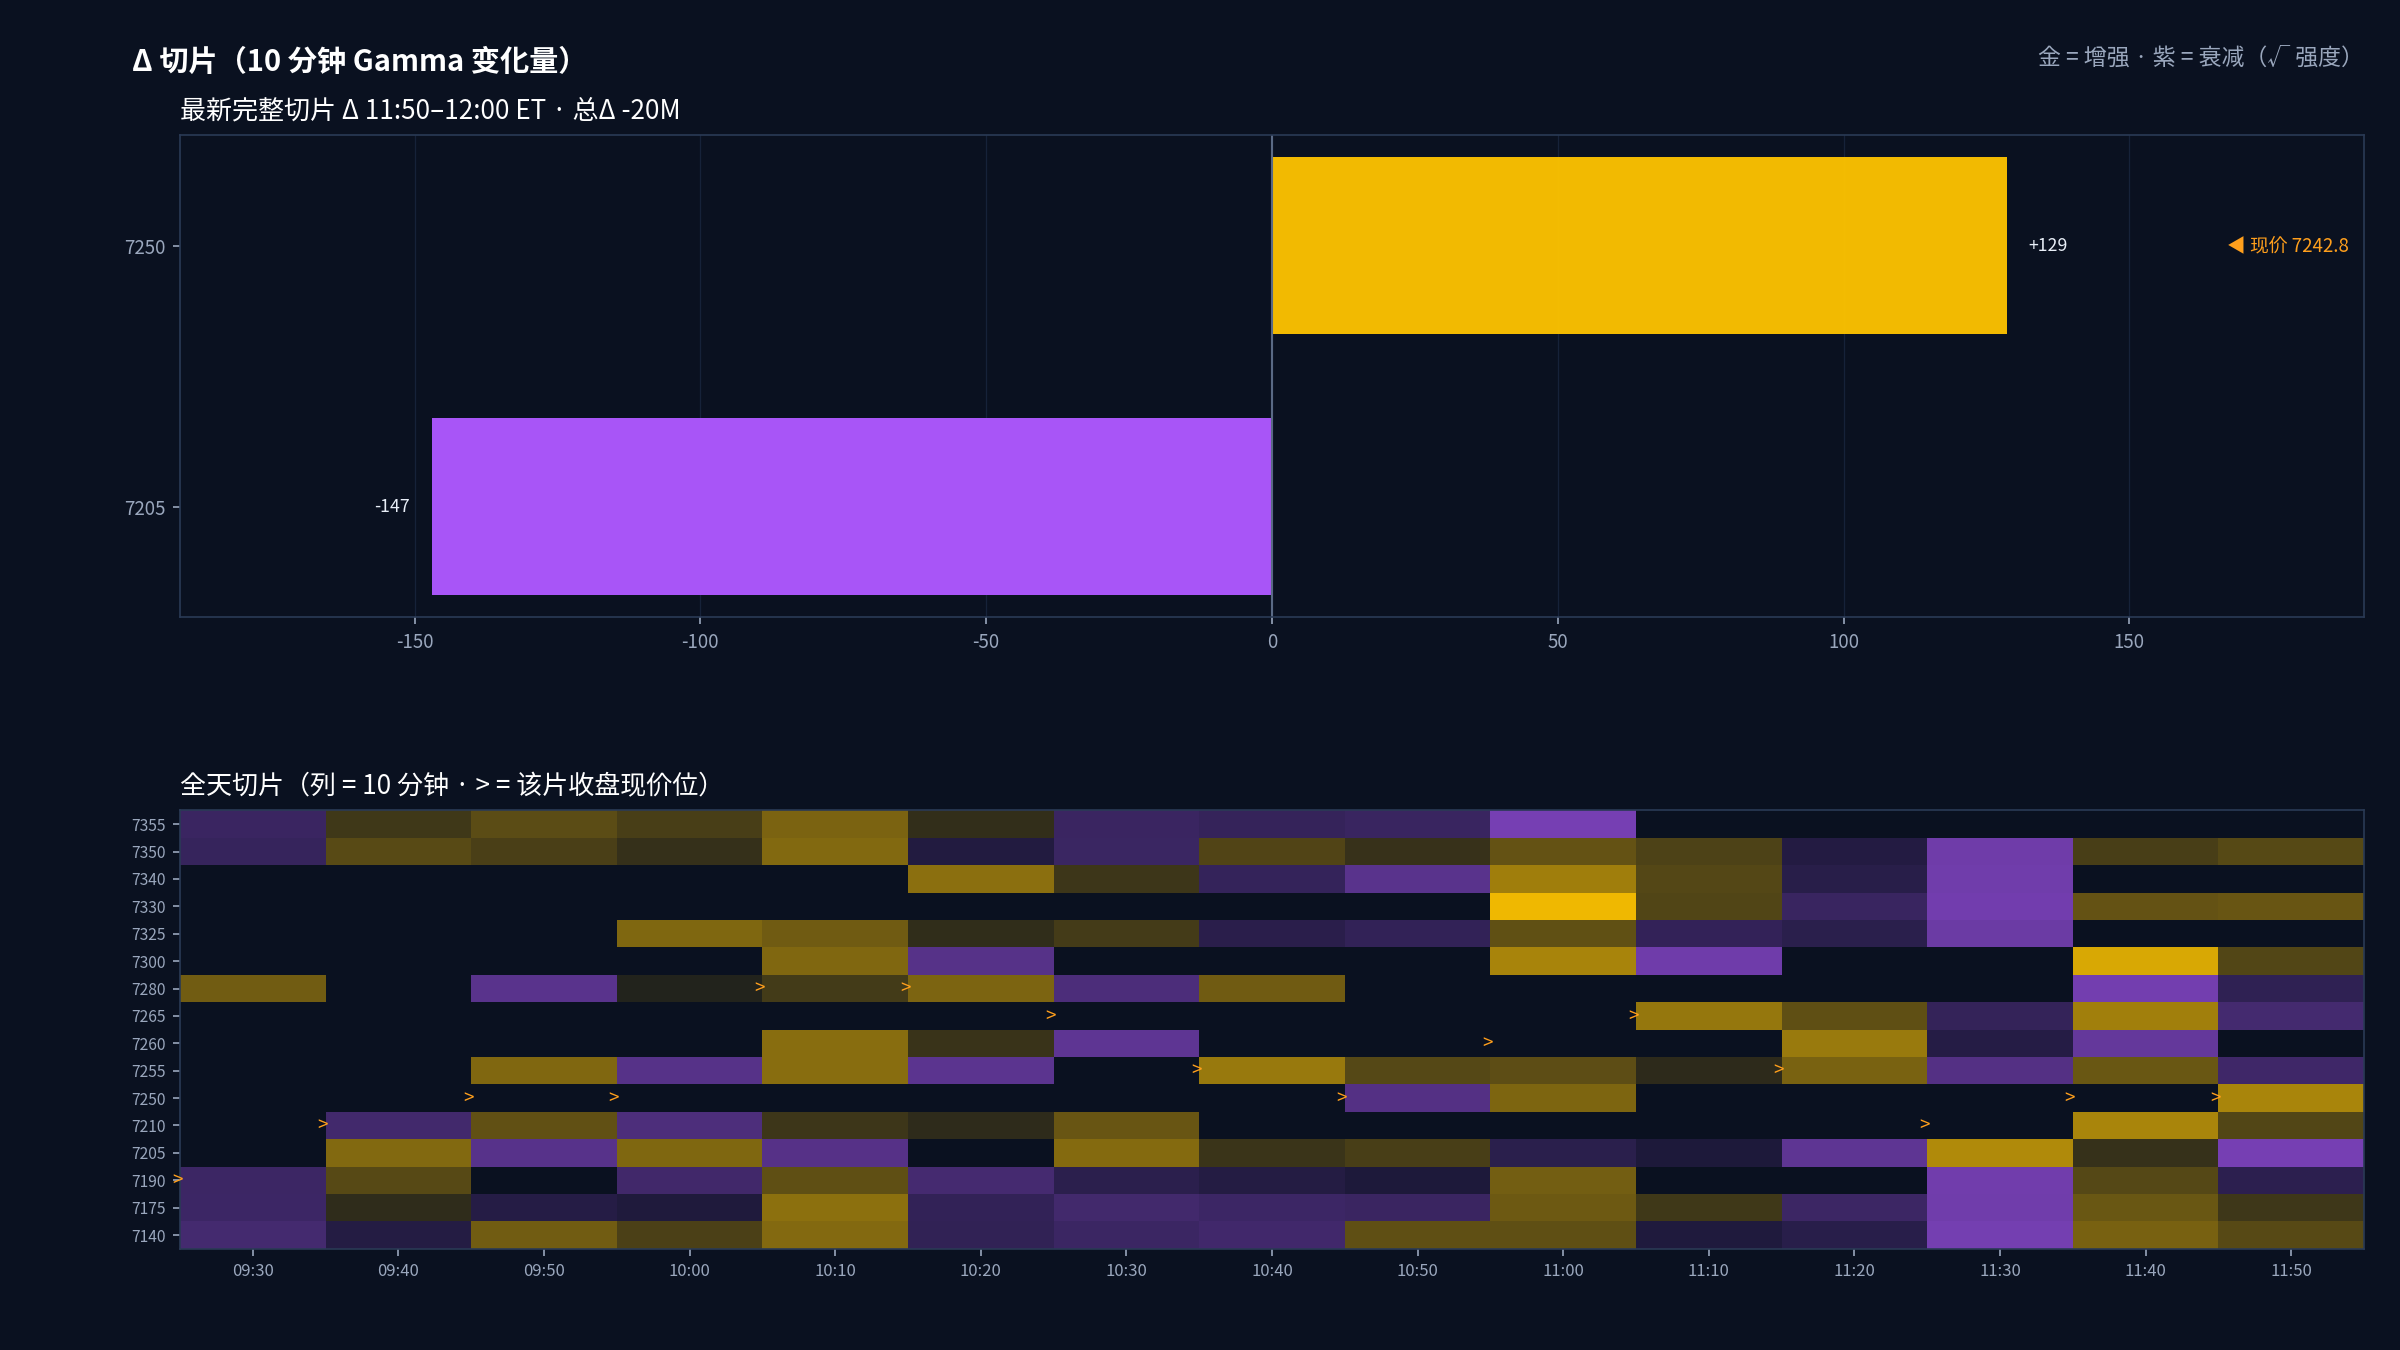 Δ 切片（10 分钟 Gamma 变化量）
金 = 增强 · 紫 = 衰减（√ 强度）
最新完整切片 Δ 11:50–12:00 ET · 总Δ -20M
7250
+129
◀ 现价 7242.8
7205
-147
-150 -100 -50 0 50 100 150
全天切片（列 = 10 分钟 · > = 该片收盘现价位）
7355
7350
7340
7330
7325
7300
7280 > >
7265 > >
7260 >
7255 > >
7250 > > > > >
7210 > >
7205
7190 >
7175
7140
09:30 09:40 09:50 10:00 10:10 10:20 10:30 10:40 10:50 11:00 11:10 11:20 11:30 11:40 11:50